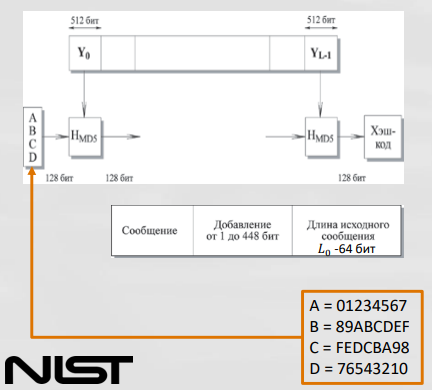 512 бит
512 бит
Y0
YL-1
A
B
C
D
HMD5
HMD5
Хэш-
код
128 бит
128 бит
128 бит
Сообщение
Добавление
от 1 до 448 бит
Длина исходного
сообщения
L0 -64 бит
A = 01234567
B = 89ABCDEF
C = FEDCBA98
D = 76543210
NIST